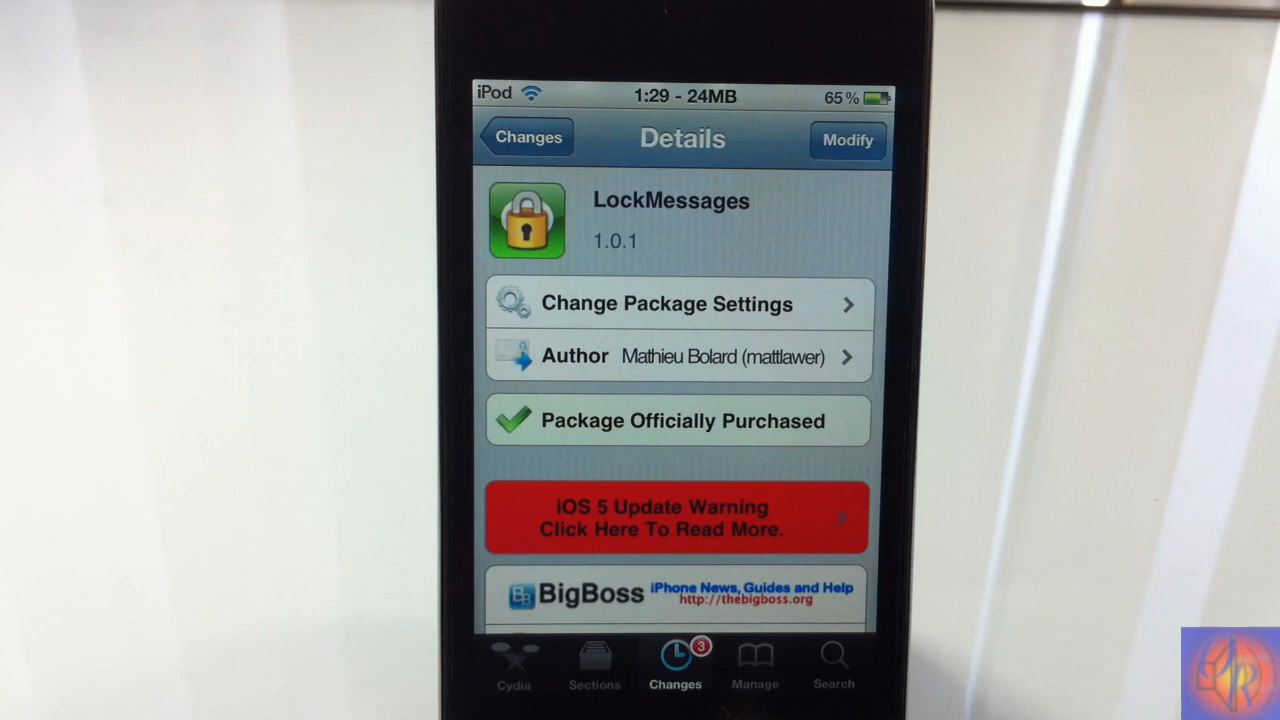 iPod 1:29 - 24MB 65%
Changes Details Modify
LockMessages
1.0.1
Change Package Settings
Author Mathieu Bolard (mattlawer)
Package Officially Purchased
iOS 5 Update Warning
Click Here To Read More.
BB BigBoss iPhone News, Guides and Help
http://thebigboss.org
3
Cydia Sections Changes Manage Search